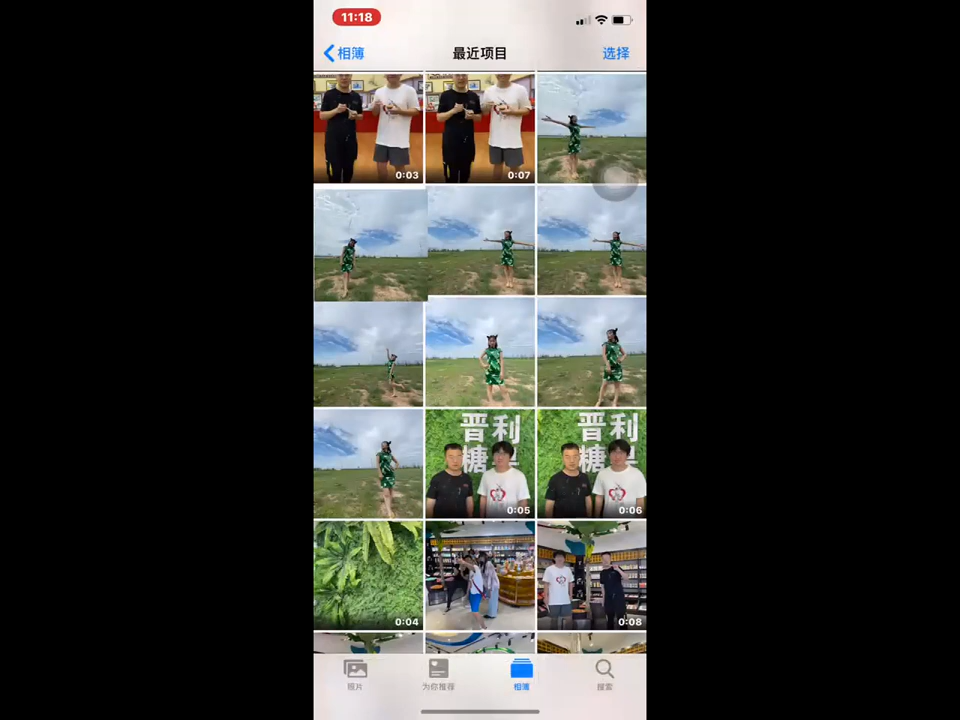 11:18
相簿
最近项目
选择
0:03
0:07
晋利
糖果
晋利
糖果
0:05
0:06
0:04
0:08
照片
为你推荐
相簿
搜索